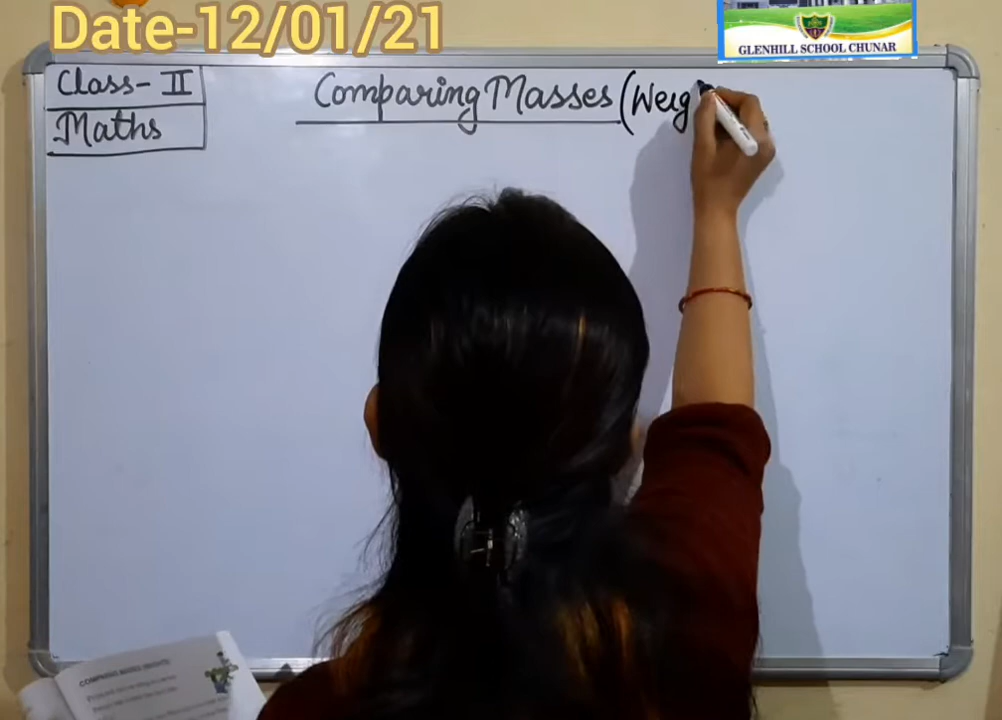 Date-12/01/21
GLENHILL SCHOOL CHUNAR
Class- II
Comparing Masses (Weig
Maths